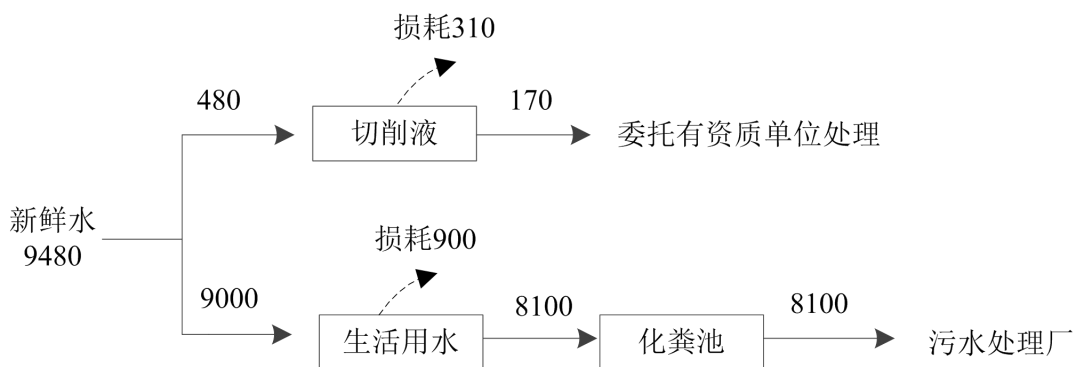 损耗310
480
切削液
170
委托有资质单位处理
新鲜水
9480
损耗900
9000
生活用水
8100
化粪池
8100
污水处理厂